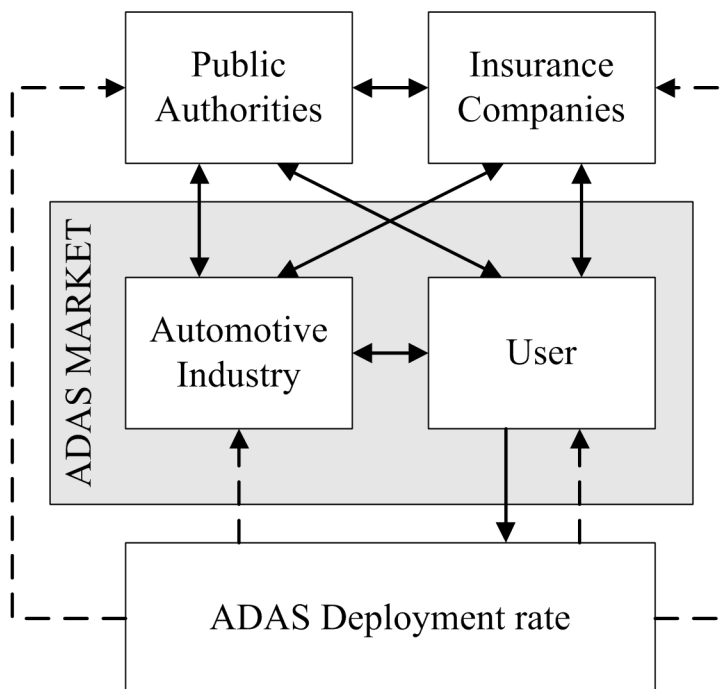 Public
Authorities
Insurance
Companies
ADAS MARKET
Automotive
Industry
User
ADAS Deployment rate